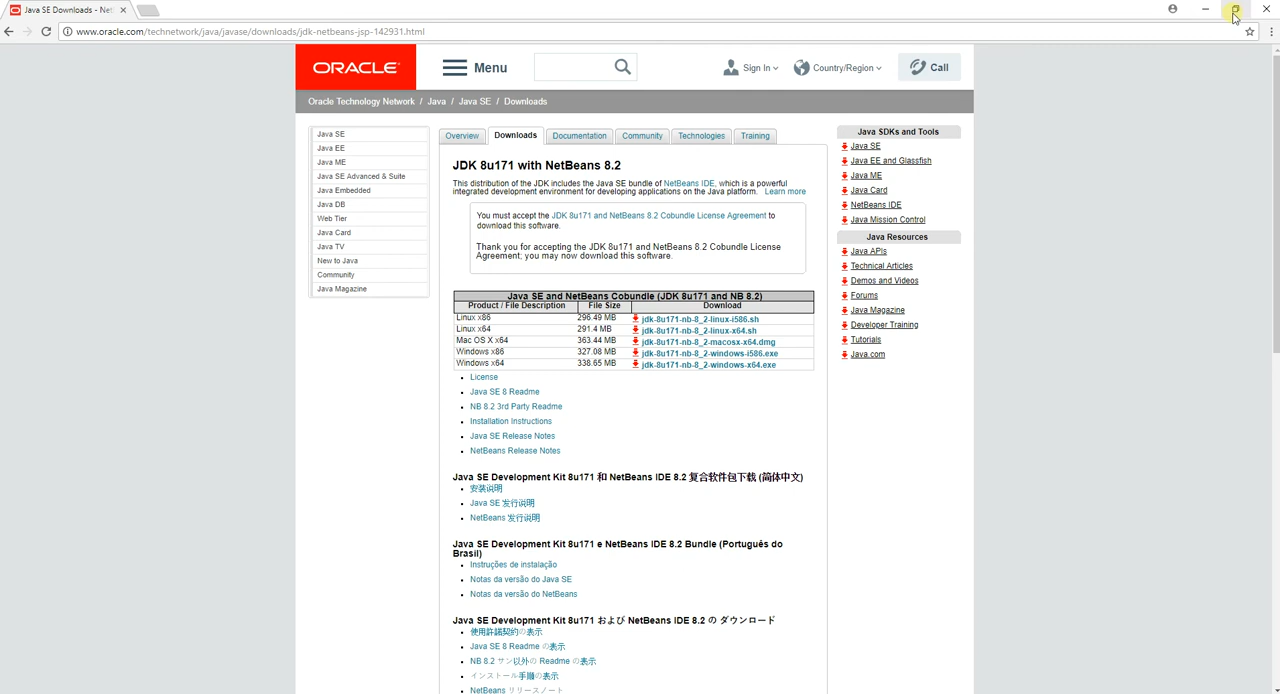 Java SE Downloads - Net
www.oracle.com/technetwork/java/javase/downloads/jdk-netbeans-jsp-142931.html
ORACLE
Menu
Sign In
Country/Region
Call
Oracle Technology Network / Java / Java SE / Downloads
Java SE
Java EE
Java ME
Java SE Advanced & Suite
Java Embedded
Java DB
Web Tier
Java Card
Java TV
New to Java
Community
Java Magazine
Overview
Downloads
Documentation
Community
Technologies
Training
JDK 8u171 with NetBeans 8.2
This distribution of the JDK includes the Java SE bundle of NetBeans IDE, which is a powerful
integrated development environment for developing applications on the Java platform. Learn more
You must accept the JDK 8u171 and NetBeans 8.2 Cobundle License Agreement to
download this software.
Thank you for accepting the JDK 8u171 and NetBeans 8.2 Cobundle License
Agreement; you may now download this software.
Java SE and NetBeans Cobundle (JDK 8u171 and NB 8.2)
Product / File Description File Size Download
Linux x86 296.49 MB jdk-8u171-nb-8_2-linux-i586.sh
Linux x64 291.4 MB jdk-8u171-nb-8_2-linux-x64.sh
Mac OS X x64 363.44 MB jdk-8u171-nb-8_2-macosx-x64.dmg
Windows x86 327.08 MB jdk-8u171-nb-8_2-windows-i586.exe
Windows x64 338.65 MB jdk-8u171-nb-8_2-windows-x64.exe
License
Java SE 8 Readme
NB 8.2 3rd Party Readme
Installation Instructions
Java SE Release Notes
NetBeans Release Notes
Java SE Development Kit 8u171 和 NetBeans IDE 8.2 复合软件包下载 (简体中文)
安装说明
Java SE 发行说明
NetBeans 发行说明
Java SE Development Kit 8u171 e NetBeans IDE 8.2 Bundle (Português do
Brasil)
Instruções de instalação
Notas da versão do Java SE
Notas da versão do NetBeans
Java SE Development Kit 8u171 および NetBeans IDE 8.2 の ダウンロード
使用許諾契約の表示
Java SE 8 Readme の表示
NB 8.2 サン以外の Readme の表示
インストール手順の表示
NetBeans リリースノート
Java SDKs and Tools
Java SE
Java EE and Glassfish
Java ME
Java Card
NetBeans IDE
Java Mission Control
Java Resources
Java APIs
Technical Articles
Demos and Videos
Forums
Java Magazine
Developer Training
Tutorials
Java.com